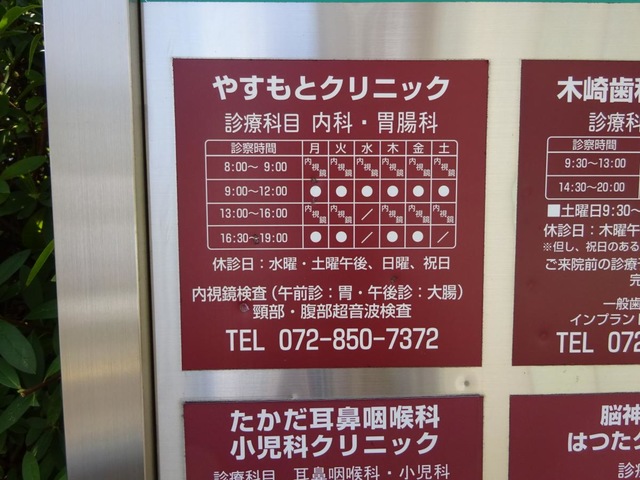 やすもとクリニック
診療科目 内科・胃腸科
診察時間 月 火 水 木 金 土
8:00～ 9:00 内視鏡 内視鏡 内視鏡 内視鏡 内視鏡 内視鏡
9:00～12:00 ● ● ● ● ● ●
13:00～16:00 内視鏡 内視鏡 ／ 内視鏡 内視鏡 内視鏡
16:30～19:00 ● ● ／ ● ● ／
休診日：水曜・土曜午後、日曜、祝日
内視鏡検査（午前診：胃・午後診：大腸）
頸部・腹部超音波検査
TEL 072-850-7372
木崎歯科
診療科
診察時間
9:30～13:00
14:30～20:00
■土曜日9:30～
休診日：木曜午
※但し、祝日のある
ご来院前の診療予
完
一般歯
インプラント
TEL 072
たかだ耳鼻咽喉科
小児科クリニック
診療科目 耳鼻咽喉科・小児科
脳神
はつたク
診療